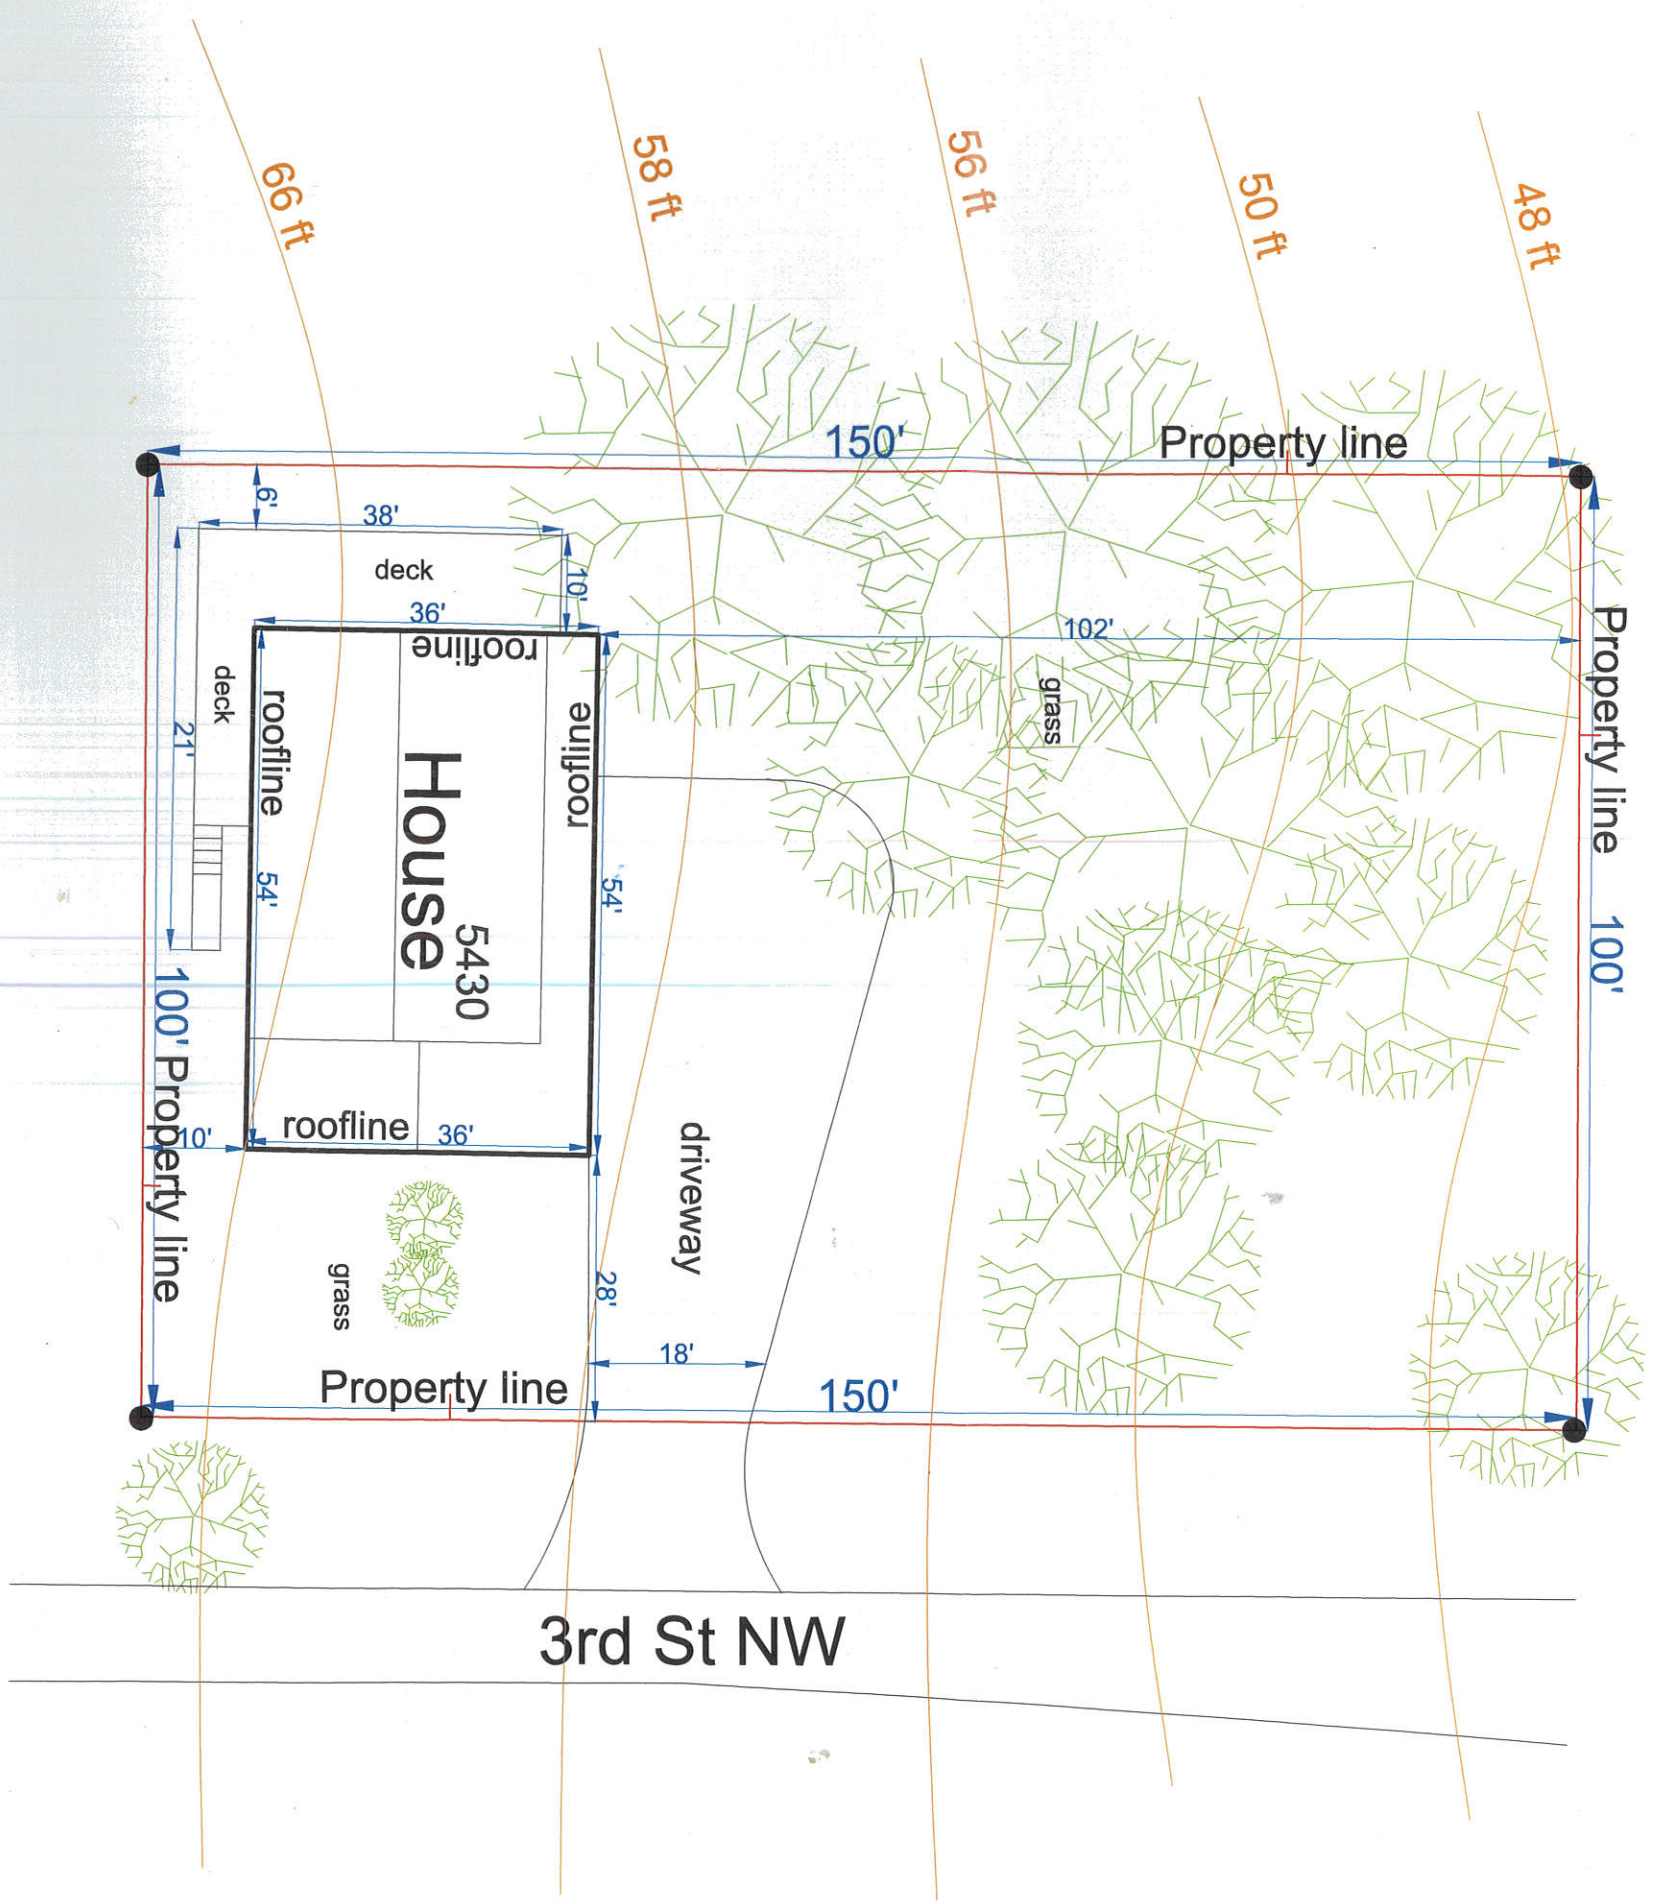 66 ft
58 ft
56 ft
50 ft
48 ft
150'
Property line
6'
38'
deck
10'
36'
roofline
102'
deck
roofline
roofline
grass
Property line
21'
House
5430
54'
54'
100'
100'
Property line
10'
roofline
36'
driveway
grass
28'
18'
Property line
150'
3rd St NW